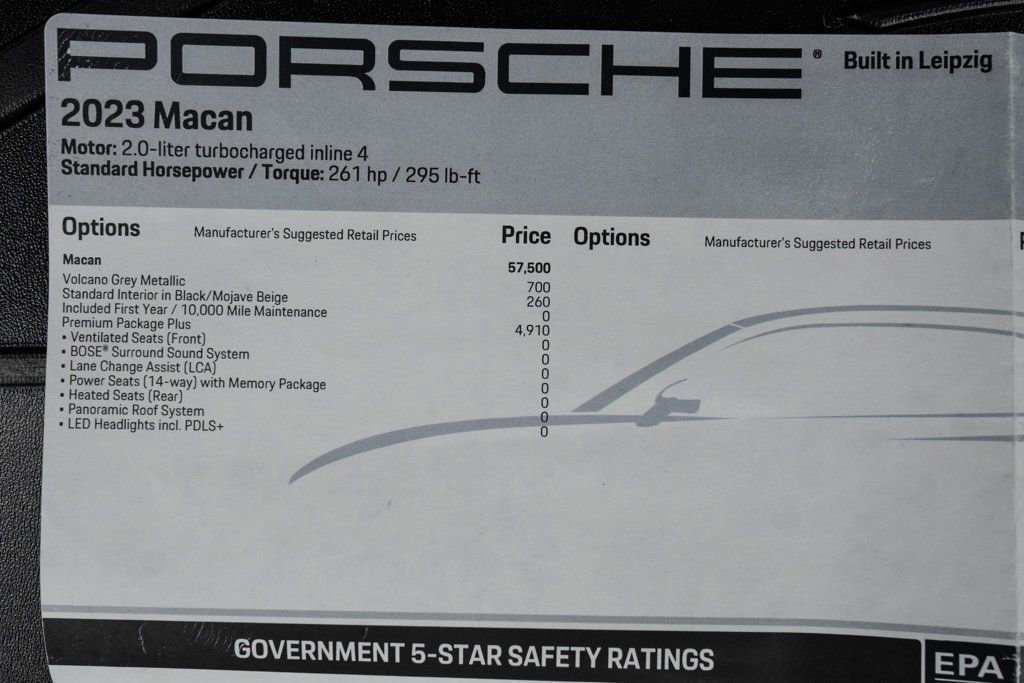 PORSCHE® Built in Leipzig
2023 Macan
Motor: 2.0-liter turbocharged inline 4
Standard Horsepower / Torque: 261 hp / 295 lb-ft
Options Manufacturer's Suggested Retail Prices Price Options Manufacturer's Suggested Retail Prices
Macan 57,500
Volcano Grey Metallic 700
Standard Interior in Black/Mojave Beige 260
Included First Year / 10,000 Mile Maintenance 0
Premium Package Plus 4,910
• Ventilated Seats (Front) 0
• BOSE® Surround Sound System 0
• Lane Change Assist (LCA) 0
• Power Seats (14-way) with Memory Package 0
• Heated Seats (Rear) 0
• Panoramic Roof System 0
• LED Headlights incl. PDLS+ 0
GOVERNMENT 5-STAR SAFETY RATINGS
EPA